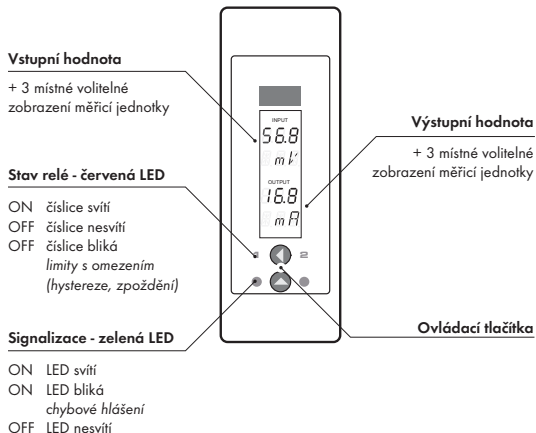 Vstupní hodnota
+ 3 místné volitelné
zobrazení měřicí jednotky
Stav relé - červená LED
ON číslice svítí
OFF číslice nesvítí
OFF číslice bliká
limity s omezením
(hystereze, zpoždění)
Signalizace - zelená LED
ON LED svítí
ON LED bliká
chybové hlášení
OFF LED nesvítí
INPUT
56.8
mV
OUTPUT
16.8
mA
1 2
Výstupní hodnota
+ 3 místné volitelné
zobrazení měřicí jednotky
Ovládací tlačítka